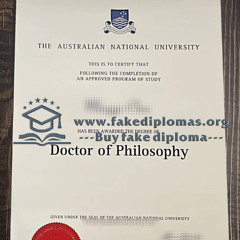 THE AUSTRALIAN NATIONAL UNIVERSITY
THIS IS TO CERTIFY THAT
FOLLOWING THE COMPLETION OF
AN APPROVED PROGRAM OF STUDY
www.fakediplomas.org
HAS BEEN AWARDED THE DEGREE OF
---Buy fake diploma---
Doctor of Philosophy
GIVEN UNDER THE SEAL OF THE AUSTRALIAN NATIONAL UNIVERSITY